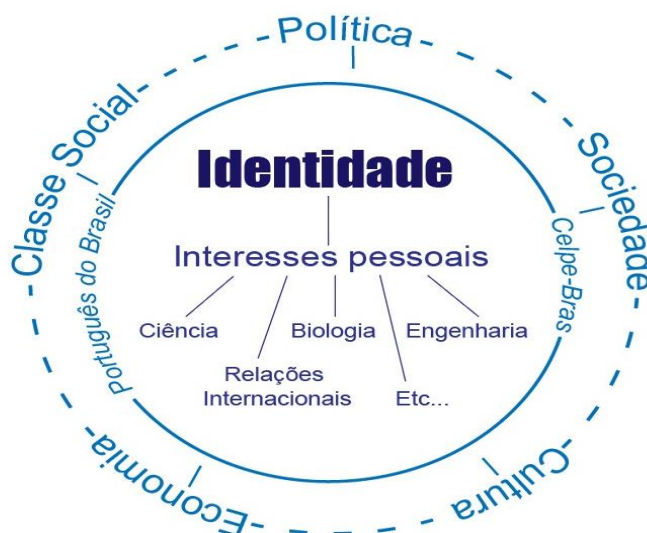 Política
Classe Social
Sociedade
Identidade
Português do Brasil
Celpe-Bras
Interesses pessoais
Ciência
Biologia
Engenharia
Relações
Internacionais
Etc...
Economia
Cultura